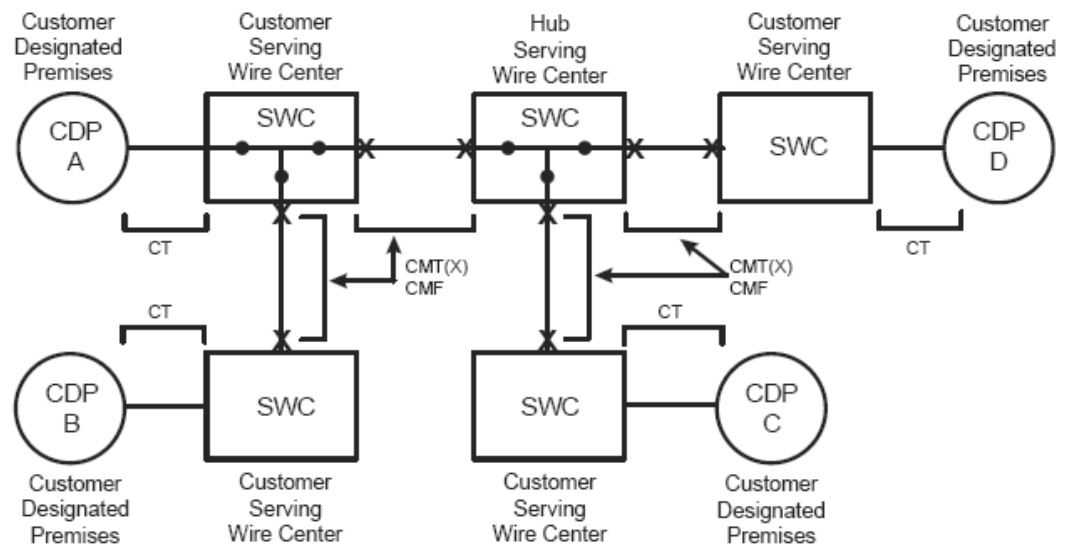 Customer
Designated
Premises
Customer
Serving
Wire Center
Hub
Serving
Wire Center
Customer
Serving
Wire Center
Customer
Designated
Premises
CDP
A
SWC
X
X
SWC
X
X
SWC
CDP
D
CT
X
X
CT
CMT(X)
CMF
CMT(X)
CMF
CT
CT
X
X
CDP
B
SWC
SWC
CDP
C
Customer
Designated
Premises
Customer
Serving
Wire Center
Customer
Serving
Wire Center
Customer
Designated
Premises